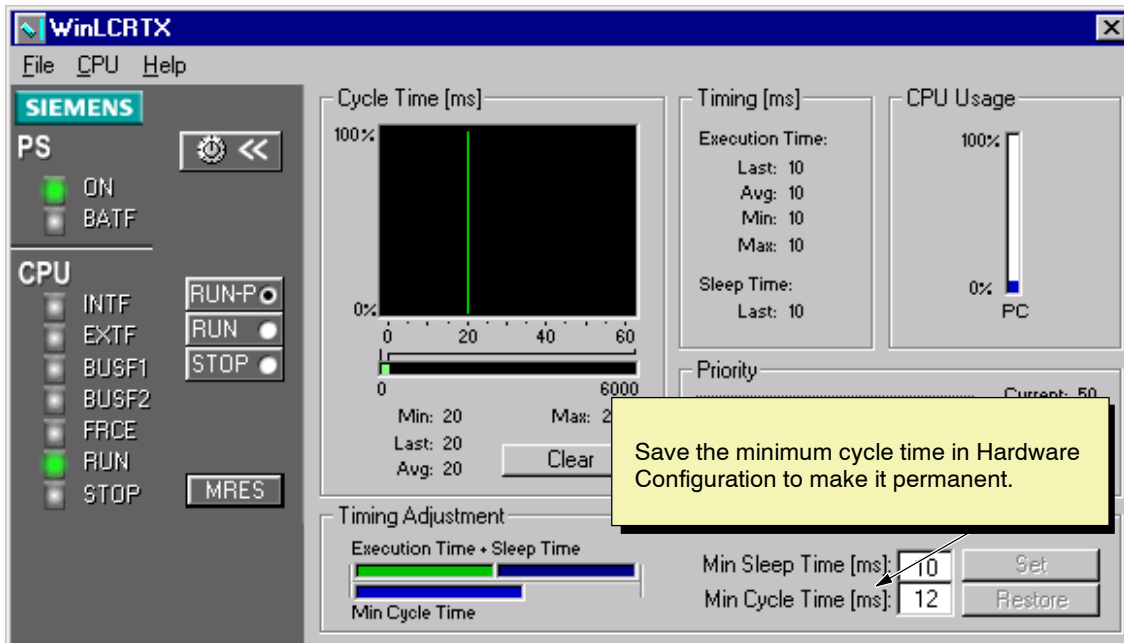 WinLCRTX
File CPU Help
SIEMENS
PS
ON
BATF
CPU
INTF
EXTF
BUSF1
BUSF2
FRCE
RUN
STOP
RUN-P
RUN
STOP
MRES
Cycle Time [ms]
100%
0%
0 20 40 60
0 6000
Min: 20 Max: 2
Last: 20
Avg: 20
Clear
Timing [ms]
Execution Time:
Last: 10
Avg: 10
Min: 10
Max: 10
Sleep Time:
Last: 10
CPU Usage
100%
0%
PC
Priority
Current: 50
Save the minimum cycle time in Hardware
Configuration to make it permanent.
Timing Adjustment
Execution Time + Sleep Time
Min Cycle Time
Min Sleep Time [ms]: 10 Set
Min Cycle Time [ms]: 12 Restore